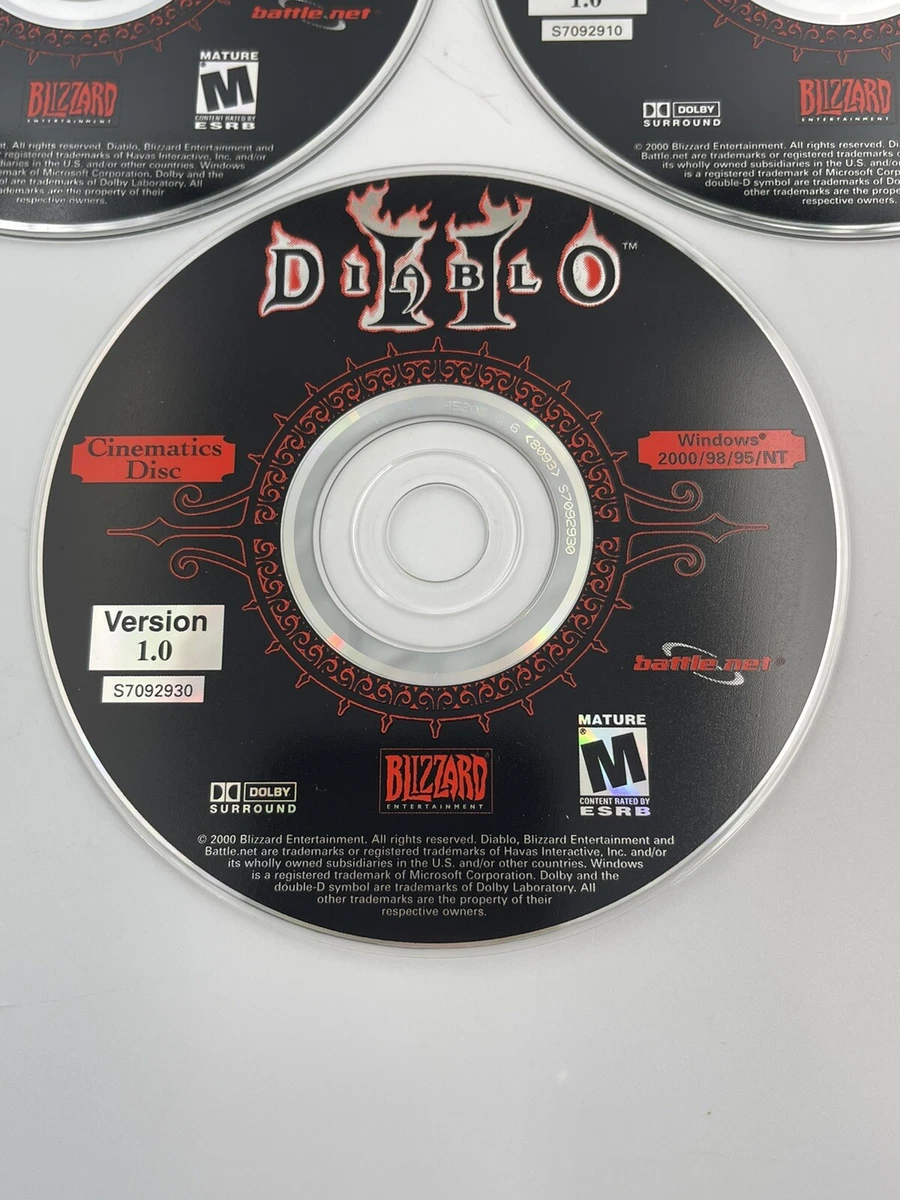 battle.net
MATURE
M
CONTENT RATED BY
ESRB
BLIZZARD
ENTERTAINMENT
t. All rights reserved. Diablo, Blizzard Entertainment and
registered trademarks of Havas Interactive, Inc. and/or
diaries in the U.S. and/or other countries. Windows
mark of Microsoft Corporation. Dolby and the
are trademarks of Dolby Laboratory. All
demarks are the property of their
respective owners.
1.0
S7092910
DOLBY
SURROUND
BLIZZARD
ENTERTAINMENT
© 2000 Blizzard Entertainment. All rights reserved. D
Battle.net are trademarks or registered trademarks
its wholly owned subsidiaries in the U.S. and/o
is a registered trademark of Microsoft Corpora
double-D symbol are trademarks of Do
other trademarks are the prope
respective owners.
DIABLO II ™
Cinematics
Disc
Windows®
2000/98/95/NT
S7092930
Version
1.0
S7092930
battle.net®
MATURE
M
CONTENT RATED BY
ESRB
DOLBY
SURROUND
BLIZZARD
ENTERTAINMENT
© 2000 Blizzard Entertainment. All rights reserved. Diablo, Blizzard Entertainment and
Battle.net are trademarks or registered trademarks of Havas Interactive, Inc. and/or
its wholly owned subsidiaries in the U.S. and/or other countries. Windows
is a registered trademark of Microsoft Corporation. Dolby and the
double-D symbol are trademarks of Dolby Laboratory. All
other trademarks are the property of their
respective owners.